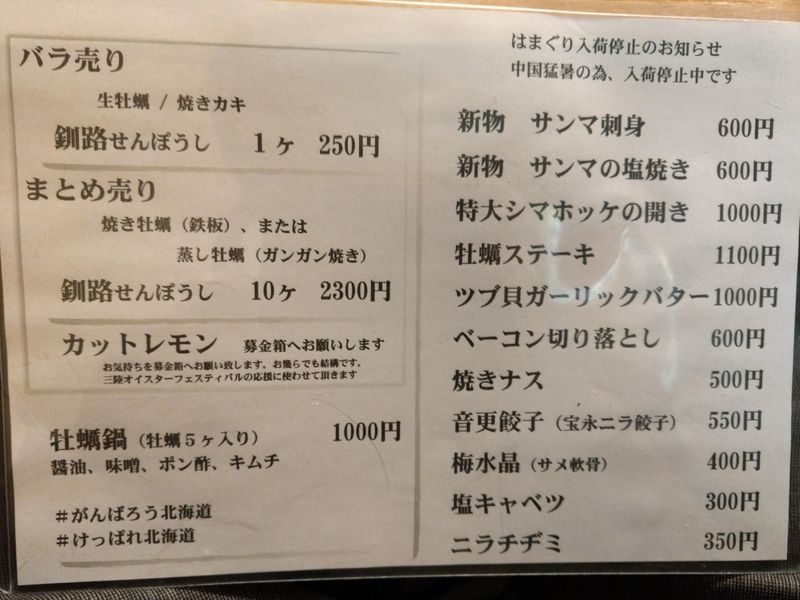 バラ売り
生牡蠣 / 焼きカキ
釧路せんぽうし 1ヶ 250円
まとめ売り
焼き牡蠣（鉄板）、または
蒸し牡蠣（ガンガン焼き）
釧路せんぽうし 10ヶ 2300円
カットレモン 募金箱へお願いします
お気持ちを募金箱へお願い致します。お幾らでも結構です。
三陸オイスターフェスティバルの応援に使わせて頂きます
牡蠣鍋（牡蠣５ヶ入り） 1000円
醤油、味噌、ポン酢、キムチ
＃がんばろう北海道
＃けっぱれ北海道
はまぐり入荷停止のお知らせ
中国猛暑の為、入荷停止中です
新物 サンマ刺身 600円
新物 サンマの塩焼き 600円
特大シマホッケの開き 1000円
牡蠣ステーキ 1100円
ツブ貝ガーリックバター 1000円
ベーコン切り落とし 600円
焼きナス 500円
音更餃子（宝永ニラ餃子） 550円
梅水晶（サメ軟骨） 400円
塩キャベツ 300円
ニラチヂミ 350円